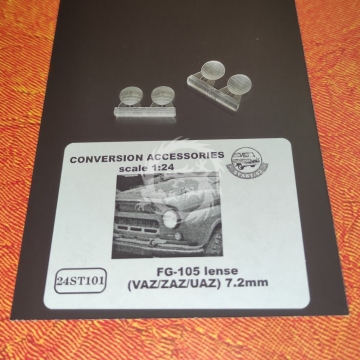 CONVERSION ACCESSORIES
scale 1:24
24ST101
FG-105 lense
(VAZ/ZAZ/UAZ) 7.2mm